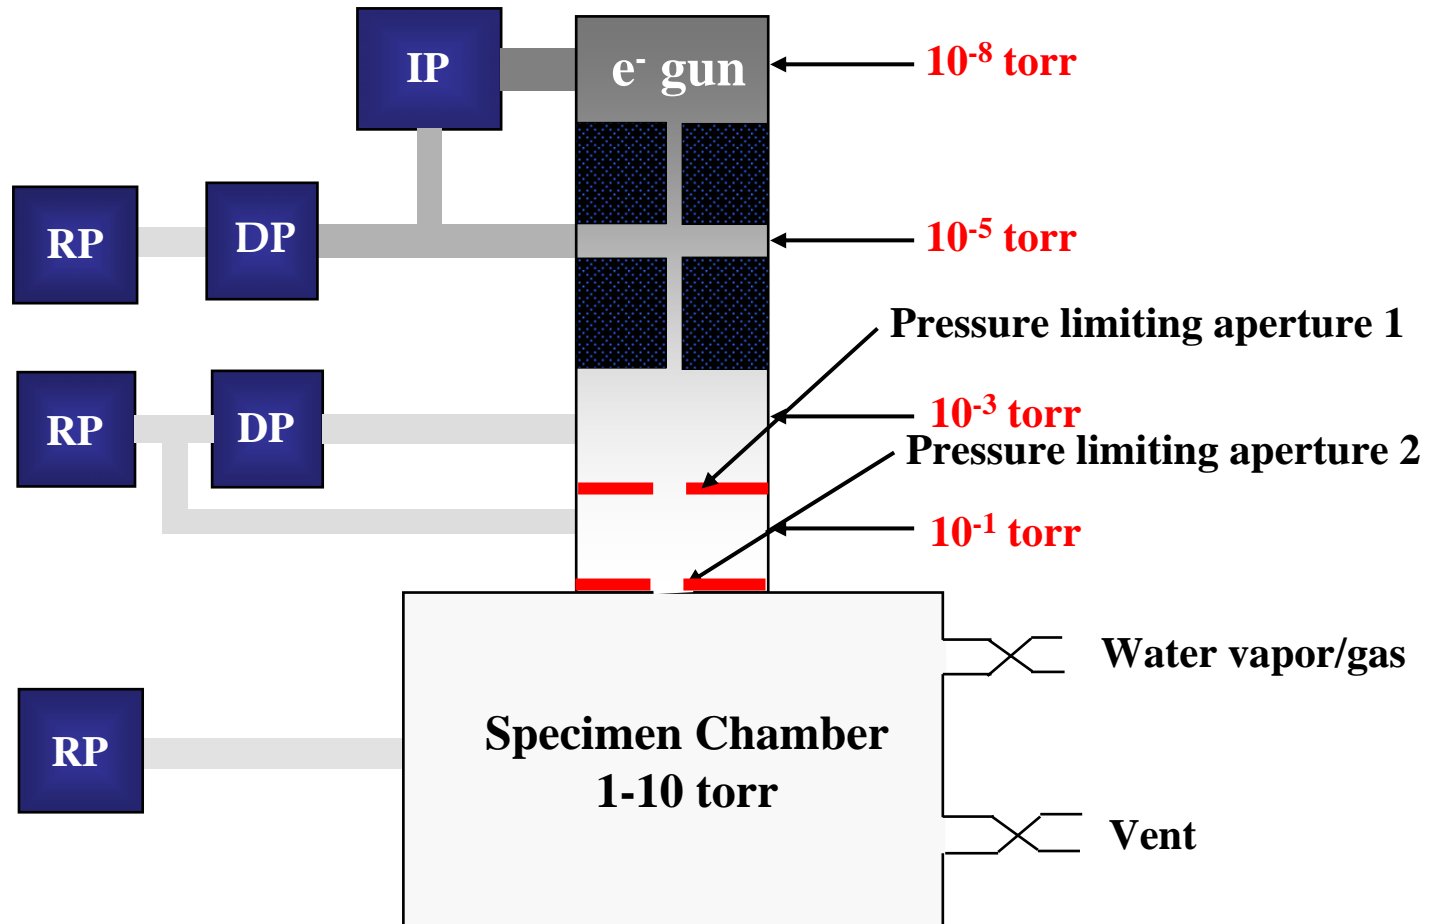 IP
e⁻ gun
10⁻⁸ torr
RP
DP
10⁻⁵ torr
Pressure limiting aperture 1
RP
DP
10⁻³ torr
Pressure limiting aperture 2
10⁻¹ torr
Water vapor/gas
RP
Specimen Chamber
1-10 torr
Vent